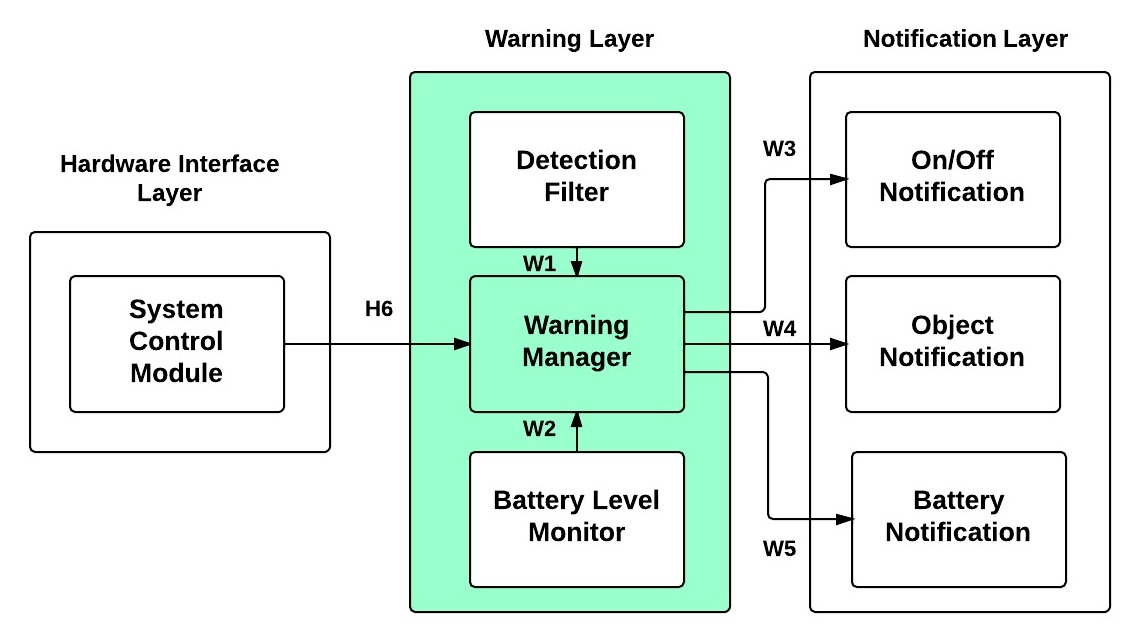 Warning Layer
Notification Layer
Hardware Interface
Layer
System
Control
Module
H6
Detection
Filter
W1
Warning
Manager
W2
Battery Level
Monitor
W3
On/Off
Notification
W4
Object
Notification
W5
Battery
Notification